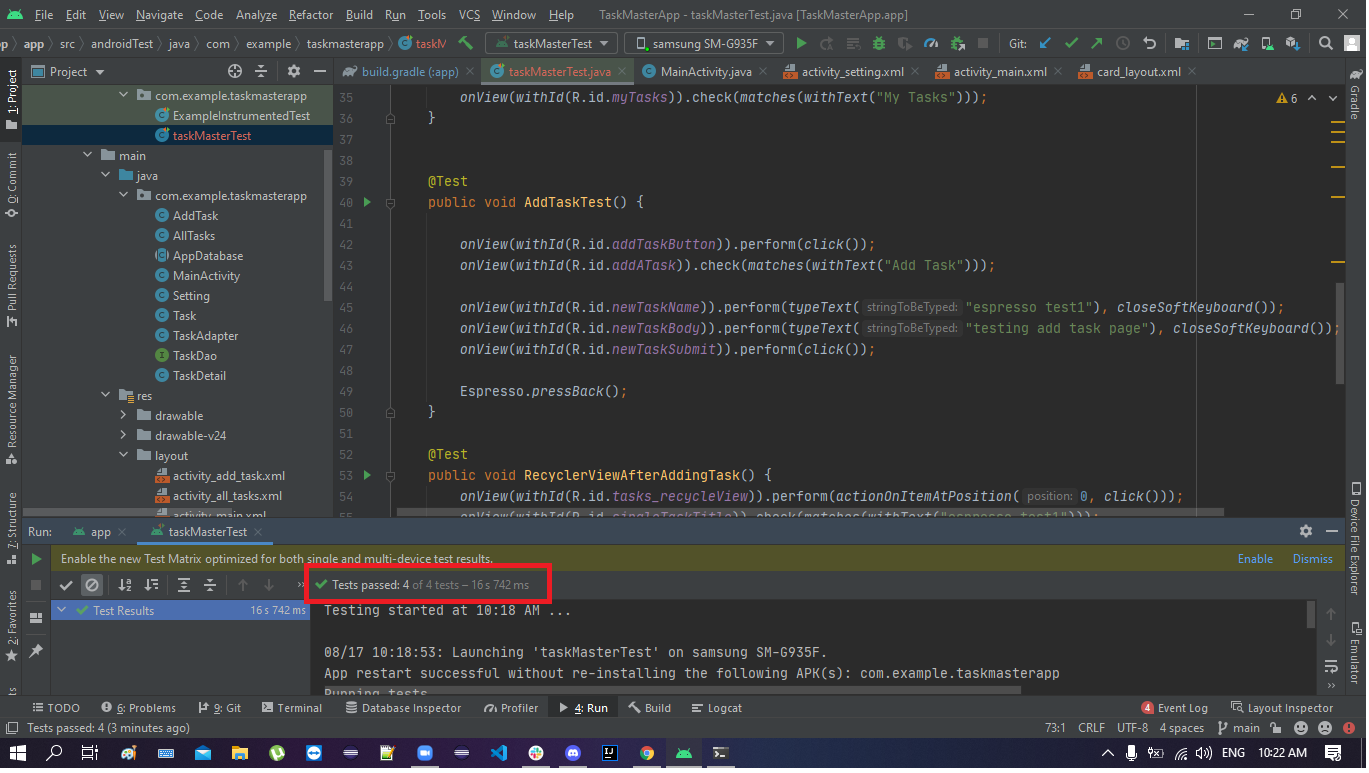 File Edit View Navigate Code Analyze Refactor Build Run Tools VCS Window Help TaskMasterApp - taskMasterTest.java [TaskMasterApp.app]
app src androidTest java com example taskmasterapp taskM taskMasterTest samsung SM-G935F Git:
Project build.gradle (:app) taskMasterTest.java MainActivity.java activity_setting.xml activity_main.xml card_layout.xml
1: Project
0: Commit
Pull Requests
Resource Manager
7: Structure
2: Favorites
com.example.taskmasterapp
ExampleInstrumentedTest
taskMasterTest
main
java
com.example.taskmasterapp
AddTask
AllTasks
AppDatabase
MainActivity
Setting
Task
TaskAdapter
TaskDao
TaskDetail
res
drawable
drawable-v24
layout
activity_add_task.xml
activity_all_tasks.xml
activity_main.xml
35 onView(withId(R.id.myTasks)).check(matches(withText("My Tasks")));
6
36 }
37
38
39 @Test
40 public void AddTaskTest() {
41
42 onView(withId(R.id.addTaskButton)).perform(click());
43 onView(withId(R.id.addATask)).check(matches(withText("Add Task")));
44
45 onView(withId(R.id.newTaskName)).perform(typeText( stringToBeTyped: "espresso test1"), closeSoftKeyboard());
46 onView(withId(R.id.newTaskBody)).perform(typeText( stringToBeTyped: "testing add task page"), closeSoftKeyboard());
47 onView(withId(R.id.newTaskSubmit)).perform(click());
48
49 Espresso.pressBack();
50 }
51
52 @Test
53 public void RecyclerViewAfterAddingTask() {
54 onView(withId(R.id.tasks_recycleView)).perform(actionOnItemAtPosition( position: 0, click()));
55 onView(withId(R.id.singleTaskTitle)).check(matches(withText("espresso test1")));
Gradle
Device File Explorer
Emulator
Run: app taskMasterTest
Enable the new Test Matrix optimized for both single and multi-device test results. Enable Dismiss
Tests passed: 4 of 4 tests – 16 s 742 ms
Test Results 16 s 742 ms
Testing started at 10:18 AM ...
08/17 10:18:53: Launching 'taskMasterTest' on samsung SM-G935F.
App restart successful without re-installing the following APK(s): com.example.taskmasterapp
Running tests
TODO 6: Problems 9: Git Terminal Database Inspector Profiler 4: Run Build Logcat 4 Event Log Layout Inspector
Tests passed: 4 (3 minutes ago) 73:1 CRLF UTF-8 4 spaces main
ENG 10:22 AM